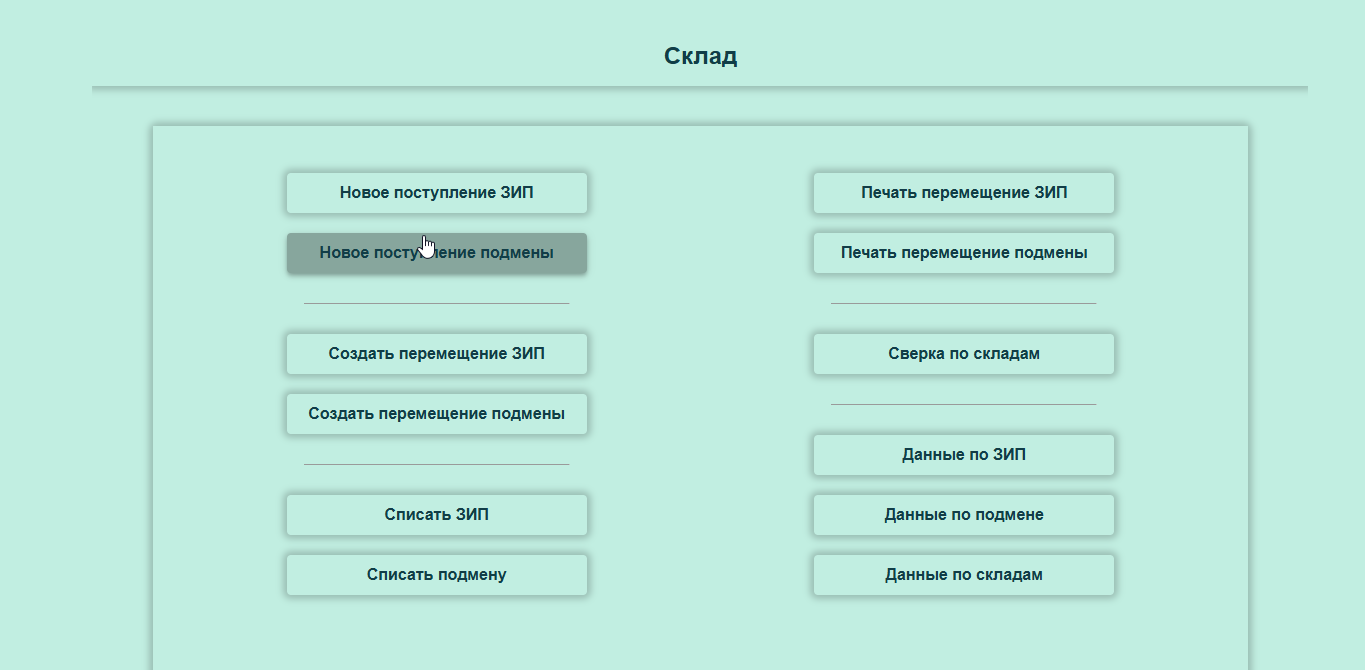 Склад
Новое поступление ЗИП
Новое поступление подмены
Создать перемещение ЗИП
Создать перемещение подмены
Списать ЗИП
Списать подмену
Печать перемещение ЗИП
Печать перемещение подмены
Сверка по складам
Данные по ЗИП
Данные по подмене
Данные по складам